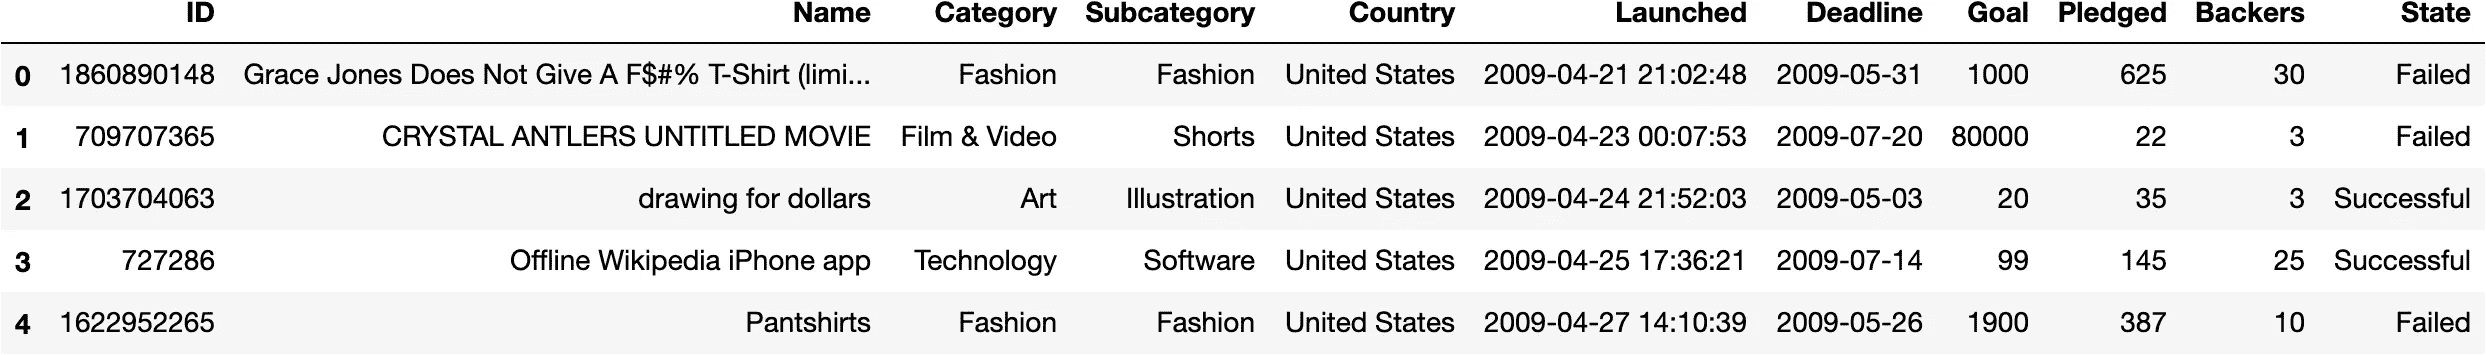 ID Name Category Subcategory Country Launched Deadline Goal Pledged Backers State
0 1860890148 Grace Jones Does Not Give A F$#% T-Shirt (limi... Fashion Fashion United States 2009-04-21 21:02:48 2009-05-31 1000 625 30 Failed
1 709707365 CRYSTAL ANTLERS UNTITLED MOVIE Film & Video Shorts United States 2009-04-23 00:07:53 2009-07-20 80000 22 3 Failed
2 1703704063 drawing for dollars Art Illustration United States 2009-04-24 21:52:03 2009-05-03 20 35 3 Successful
3 727286 Offline Wikipedia iPhone app Technology Software United States 2009-04-25 17:36:21 2009-07-14 99 145 25 Successful
4 1622952265 Pantshirts Fashion Fashion United States 2009-04-27 14:10:39 2009-05-26 1900 387 10 Failed